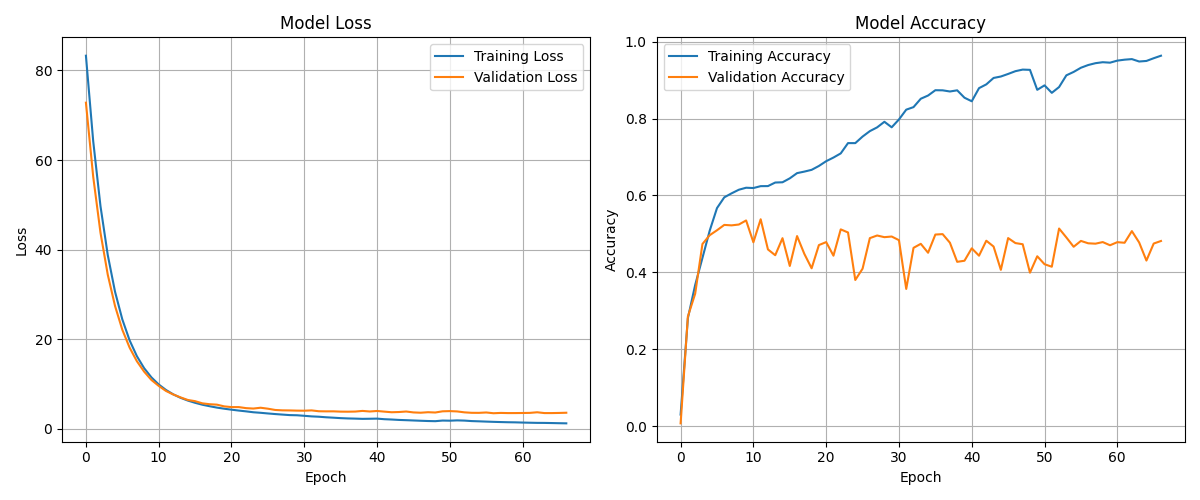 Model Loss
Training Loss
Validation Loss
80
60
40
20
0
Loss
0 10 20 30 40 50 60
Epoch
Model Accuracy
Training Accuracy
Validation Accuracy
1.0
0.8
0.6
0.4
0.2
0.0
Accuracy
0 10 20 30 40 50 60
Epoch